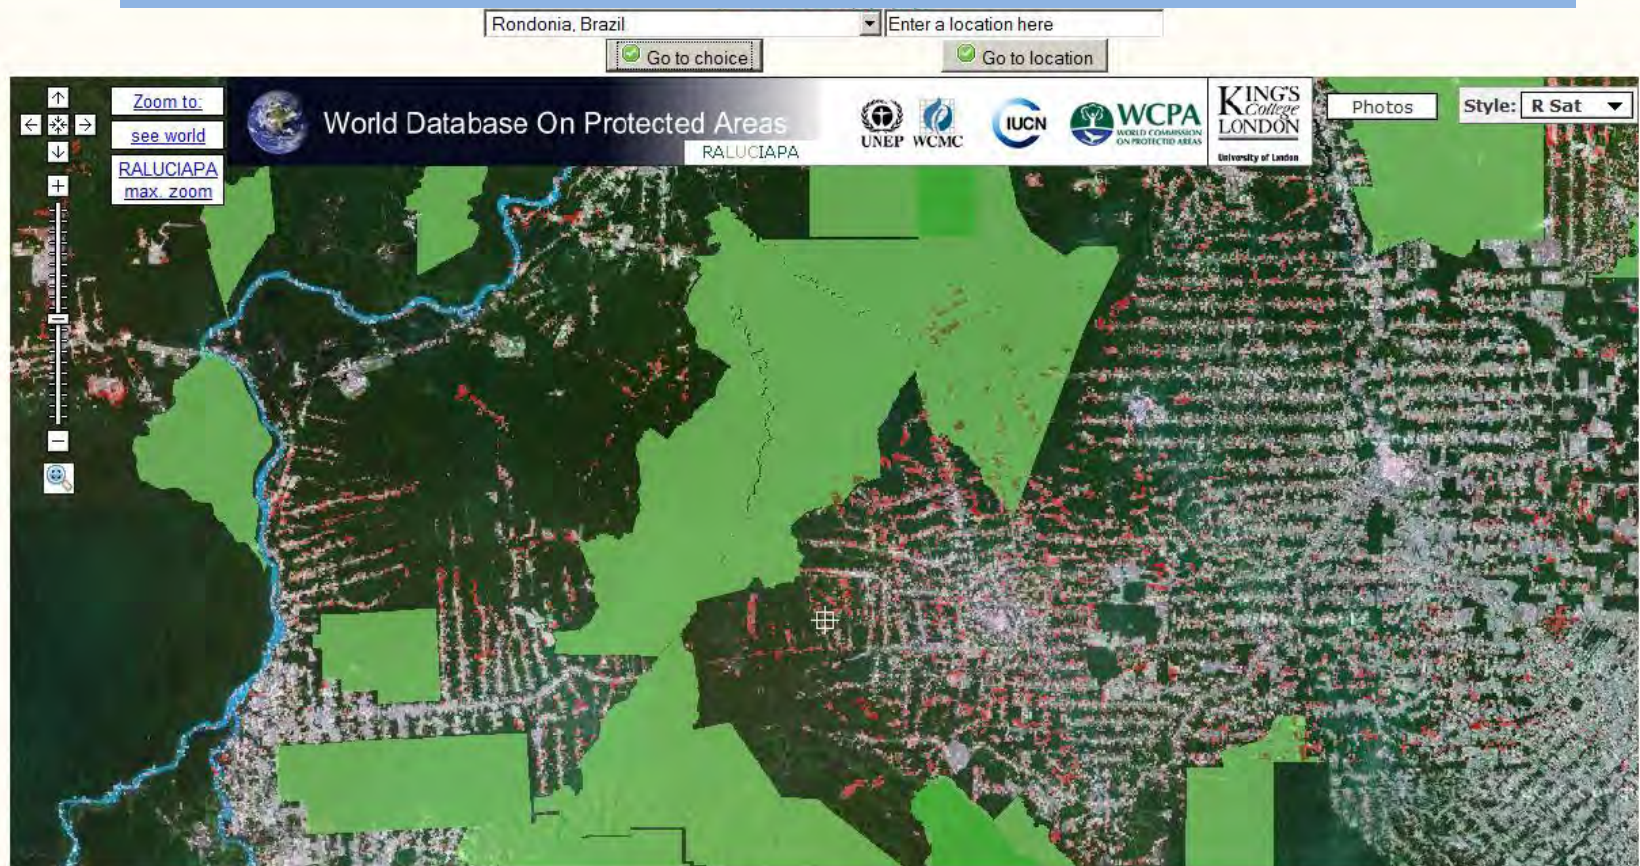 Rondonia, Brazil
Enter a location here
Go to choice
Go to location
Zoom to:
see world
RALUCIAPA
max. zoom
World Database On Protected Areas
RALUCIAPA
UNEP WCMC
IUCN
WCPA
WORLD COMMISSION
ON PROTECTED AREAS
KING'S
College
LONDON
University of London
Photos
Style: R Sat